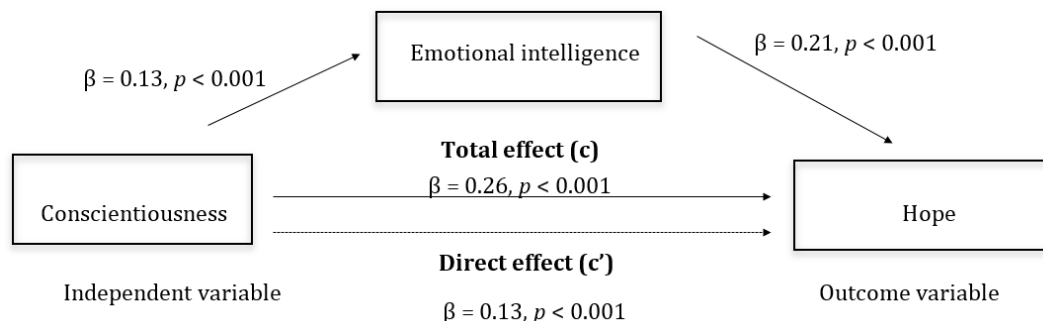 Emotional intelligence
β = 0.13, p < 0.001
β = 0.21, p < 0.001
Total effect (c)
β = 0.26, p < 0.001
Conscientiousness
Hope
Direct effect (c’)
Independent variable
Outcome variable
β = 0.13, p < 0.001